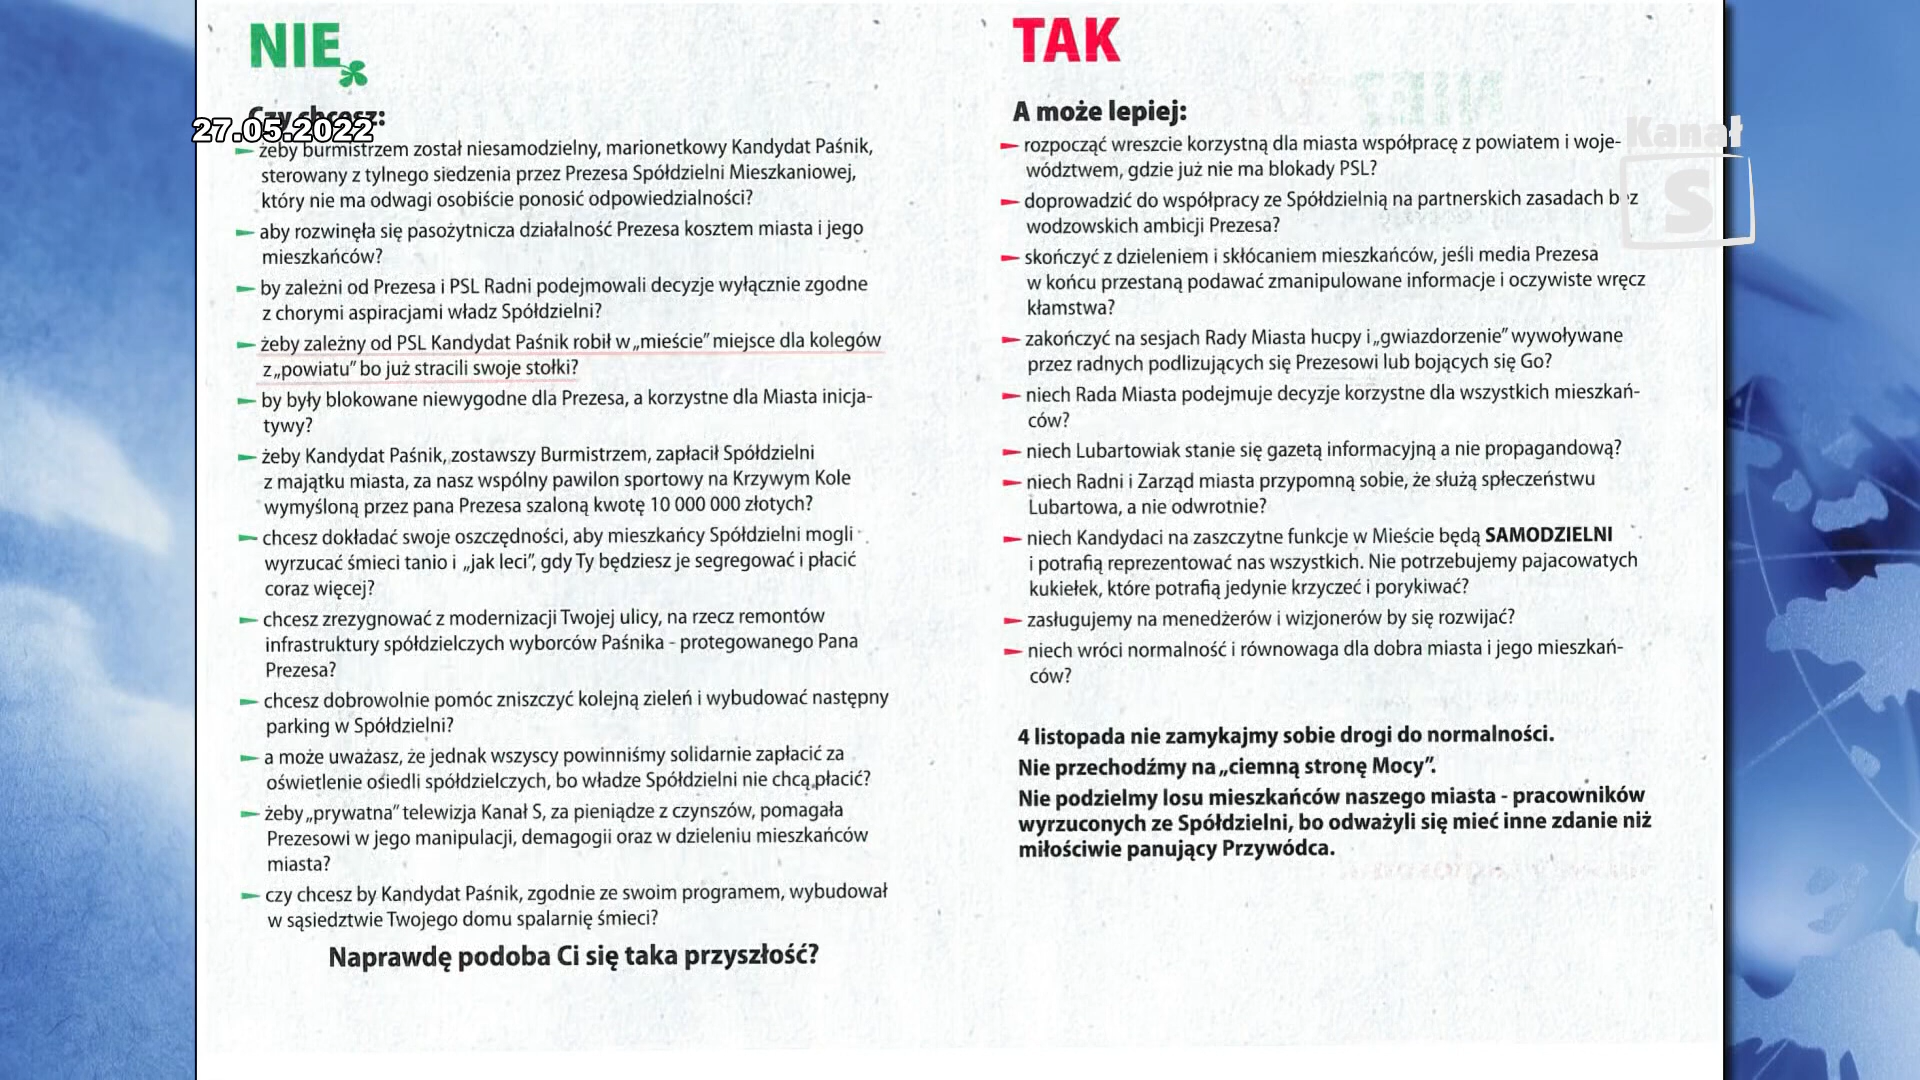 NIE
Czy chcesz:
27.05.2022
żeby burmistrzem został niesamodzielny, marionetkowy Kandydat Paśnik,
sterowany z tylnego siedzenia przez Prezesa Spółdzielni Mieszkaniowej,
który nie ma odwagi osobiście ponosić odpowiedzialności?
aby rozwinęła się pasożytnicza działalność Prezesa kosztem miasta i jego
mieszkańców?
by zależni od Prezesa i PSL Radni podejmowali decyzje wyłącznie zgodne
z chorymi aspiracjami władz Spółdzielni?
żeby zależny od PSL Kandydat Paśnik robił w „mieście” miejsce dla kolegów
z „powiatu” bo już stracili swoje stołki?
by były blokowane niewygodne dla Prezesa, a korzystne dla Miasta inicja-
tywy?
żeby Kandydat Paśnik, zostawszy Burmistrzem, zapłacił Spółdzielni
z majątku miasta, za nasz wspólny pawilon sportowy na Krzywym Kole
wymyśloną przez pana Prezesa szaloną kwotę 10 000 000 złotych?
chcesz dokładać swoje oszczędności, aby mieszkańcy Spółdzielni mogli
wyrzucać śmieci tanio i „jak leci”, gdy Ty będziesz je segregować i płacić
coraz więcej?
chcesz zrezygnować z modernizacji Twojej ulicy, na rzecz remontów
infrastruktury spółdzielczych wyborców Paśnika - protegowanego Pana
Prezesa?
chcesz dobrowolnie pomóc zniszczyć kolejną zieleń i wybudować następny
parking w Spółdzielni?
a może uważasz, że jednak wszyscy powinniśmy solidarnie zapłacić za
oświetlenie osiedli spółdzielczych, bo władze Spółdzielni nie chcą płacić?
żeby „prywatna” telewizja Kanał S, za pieniądze z czynszów, pomagała
Prezesowi w jego manipulacji, demagogii oraz w dzieleniu mieszkańców
miasta?
czy chcesz by Kandydat Paśnik, zgodnie ze swoim programem, wybudował
w sąsiedztwie Twojego domu spalarnię śmieci?
Naprawdę podoba Ci się taka przyszłość?
TAK
A może lepiej:
rozpocząć wreszcie korzystną dla miasta współpracę z powiatem i woje-
wództwem, gdzie już nie ma blokady PSL?
doprowadzić do współpracy ze Spółdzielnią na partnerskich zasadach bez
wodzowskich ambicji Prezesa?
skończyć z dzieleniem i skłócaniem mieszkańców, jeśli media Prezesa
w końcu przestaną podawać zmanipulowane informacje i oczywiste wręcz
kłamstwa?
zakończyć na sesjach Rady Miasta hucpy i „gwiazdorzenie” wywoływane
przez radnych podlizujących się Prezesowi lub bojących się Go?
niech Rada Miasta podejmuje decyzje korzystne dla wszystkich mieszkań-
ców?
niech Lubartowiak stanie się gazetą informacyjną a nie propagandową?
niech Radni i Zarząd miasta przypomną sobie, że służą spłeczeństwu
Lubartowa, a nie odwrotnie?
niech Kandydaci na zaszczytne funkcje w Mieście będą SAMODZIELNI
i potrafią reprezentować nas wszystkich. Nie potrzebujemy pajacowatych
kukiełek, które potrafią jedynie krzyczeć i porykiwać?
zasługujemy na menedżerów i wizjonerów by się rozwijać?
niech wróci normalność i równowaga dla dobra miasta i jego mieszkań-
ców?
4 listopada nie zamykajmy sobie drogi do normalności.
Nie przechodźmy na „ciemną stronę Mocy”.
Nie podzielmy losu mieszkańców naszego miasta - pracowników
wyrzuconych ze Spółdzielni, bo odważyli się mieć inne zdanie niż
miłościwie panujący Przywódca.
Kanał
S